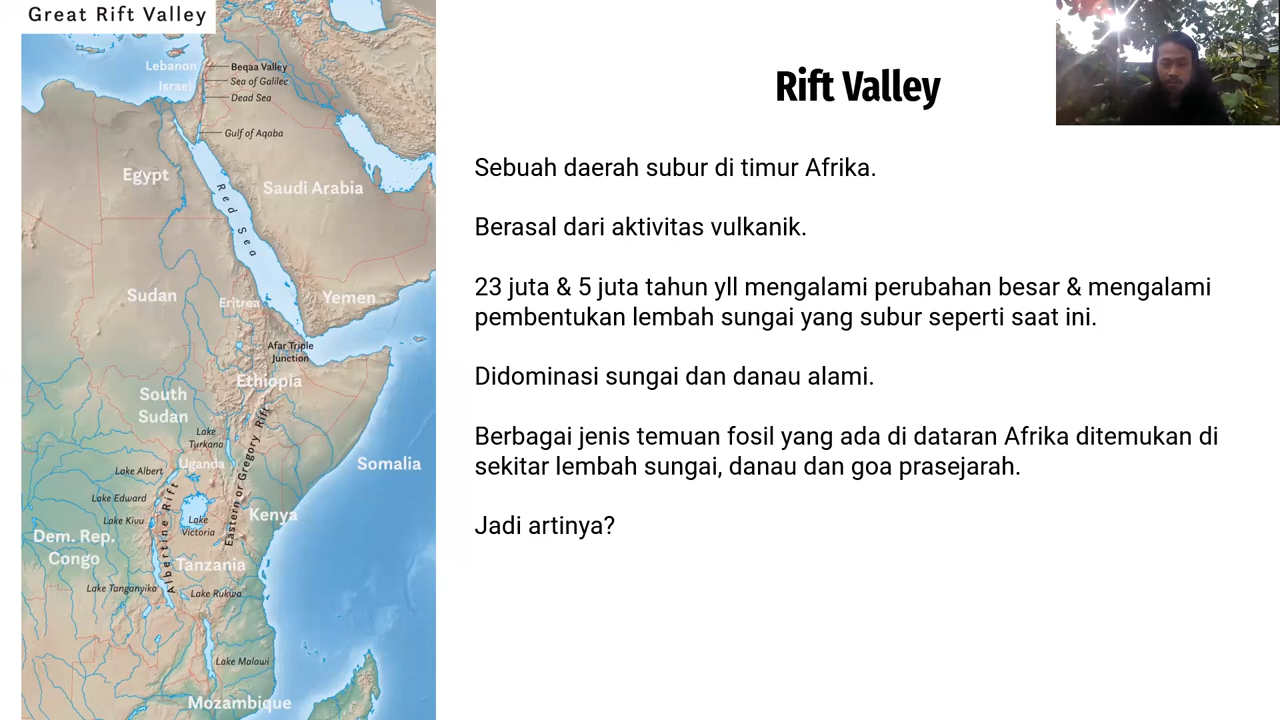 Great Rift Valley
Lebanon
Israel
Beqaa Valley
Sea of Galilee
Dead Sea
Gulf of Aqaba
Egypt
Saudi Arabia
Red Sea
Sudan
Eritrea
Yemen
Afar Triple
Junction
Ethiopia
South
Sudan
Lake
Turkana
Eastern or Gregory Rift
Somalia
Uganda
Lake Albert
Lake Edward
Albertine Rift
Lake Kivu
Lake
Victoria
Kenya
Dem. Rep.
Congo
Tanzania
Lake Tanganyika
Lake Rukwa
Lake Malawi
Mozambique
Rift Valley
Sebuah daerah subur di timur Afrika.
Berasal dari aktivitas vulkanik.
23 juta & 5 juta tahun yll mengalami perubahan besar & mengalami
pembentukan lembah sungai yang subur seperti saat ini.
Didominasi sungai dan danau alami.
Berbagai jenis temuan fosil yang ada di dataran Afrika ditemukan di
sekitar lembah sungai, danau dan goa prasejarah.
Jadi artinya?